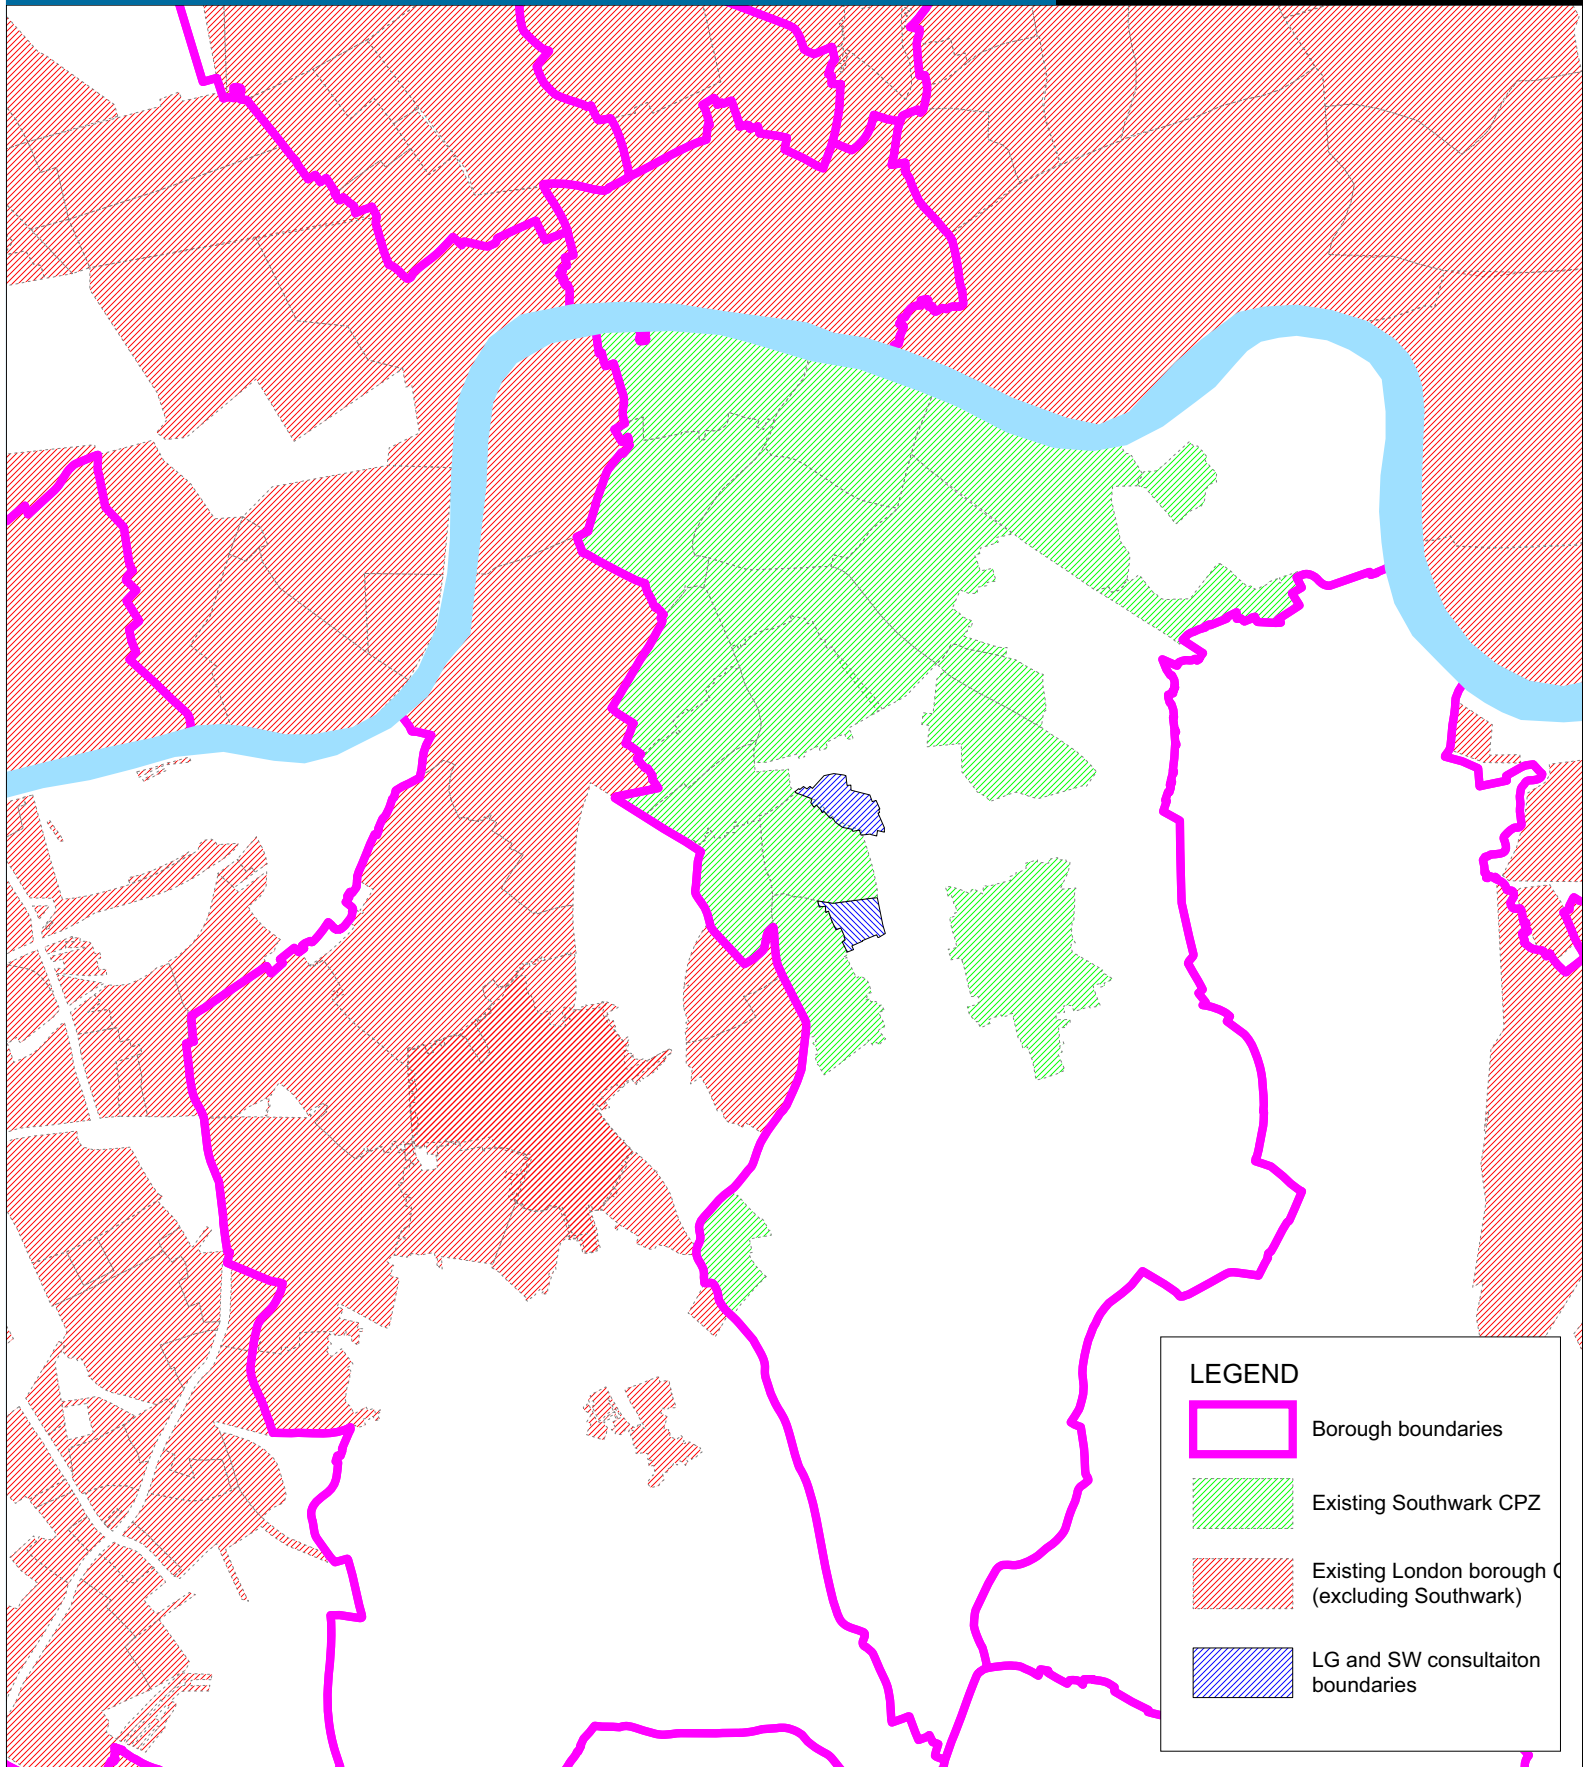 LEGEND
Borough boundaries
Existing Southwark CPZ
Existing London borough
(excluding Southwark)
LG and SW consultaiton
boundaries